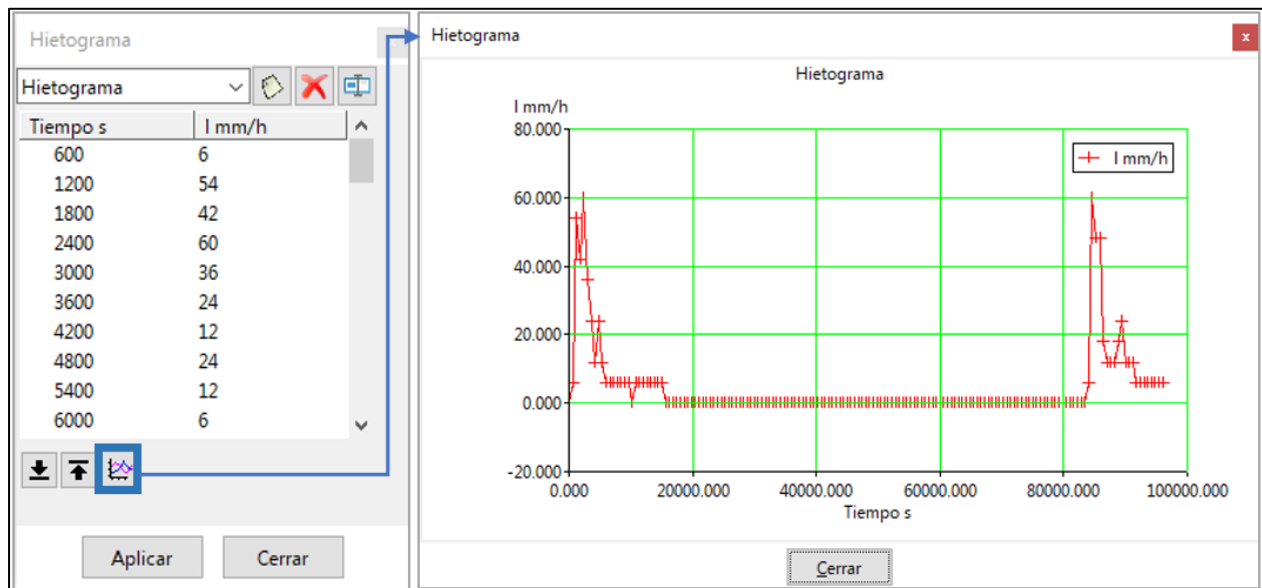 Hietograma
Hietograma
Tiempo s I mm/h
600 6
1200 54
1800 42
2400 60
3000 36
3600 24
4200 12
4800 24
5400 12
6000 6
Aplicar Cerrar
Hietograma
x
Hietograma
I mm/h
80.000
60.000
40.000
20.000
0.000
-20.000
I mm/h
0.000 20000.000 40000.000 60000.000 80000.000 100000.000
Tiempo s
Cerrar